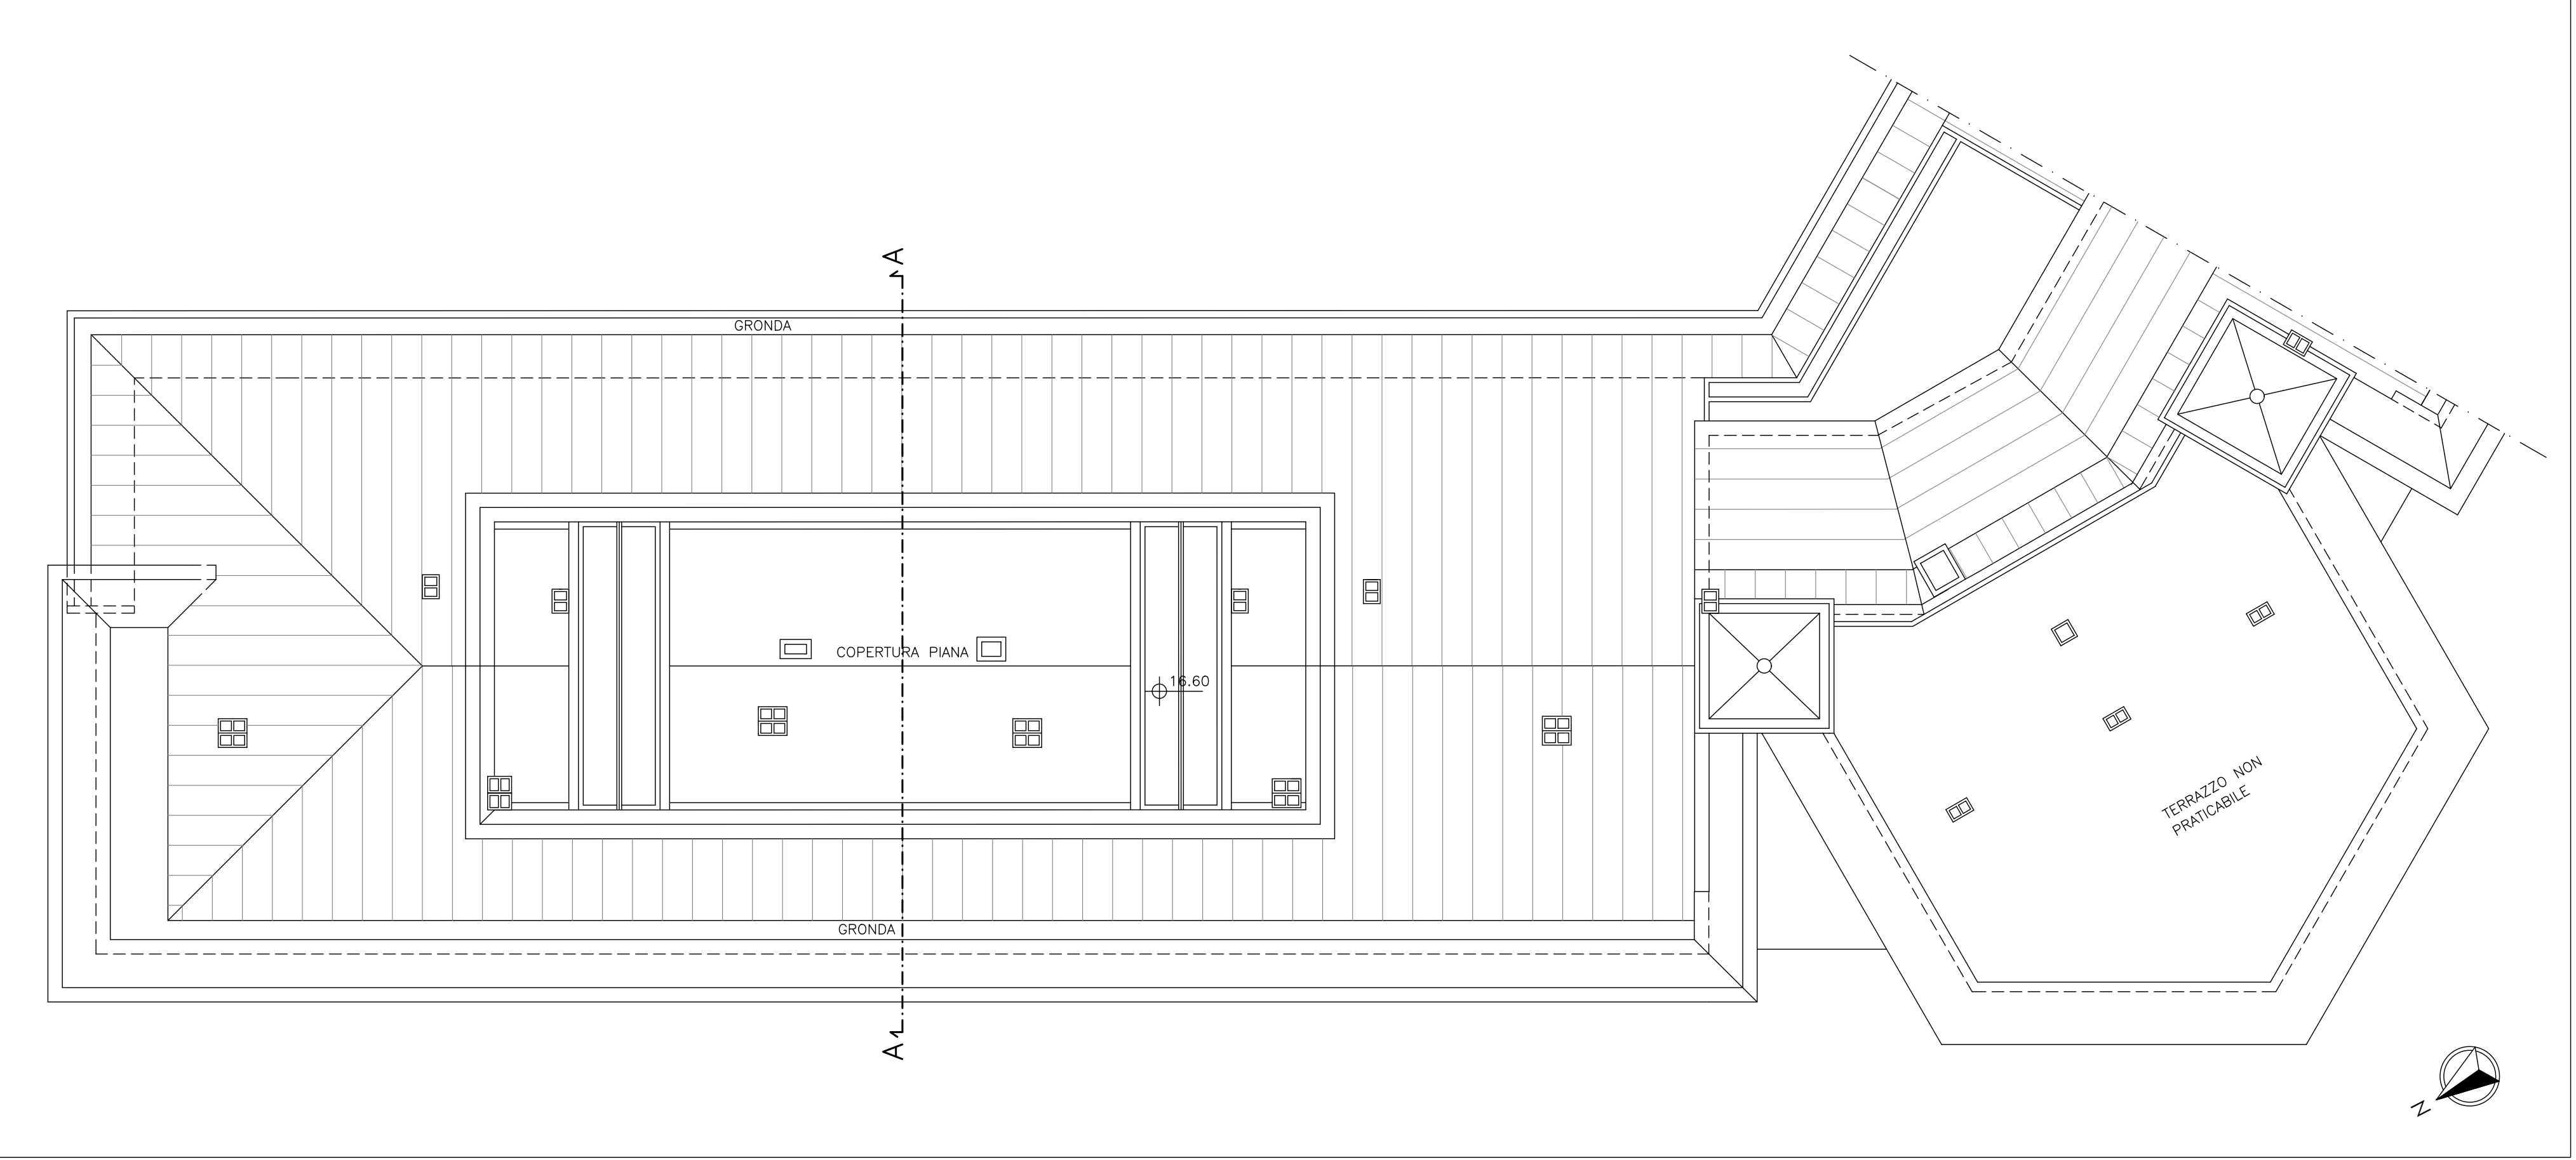 A
GRONDA
COPERTURA PIANA
16.60
TERRAZZO NON
PRATICABILE
GRONDA
A
N